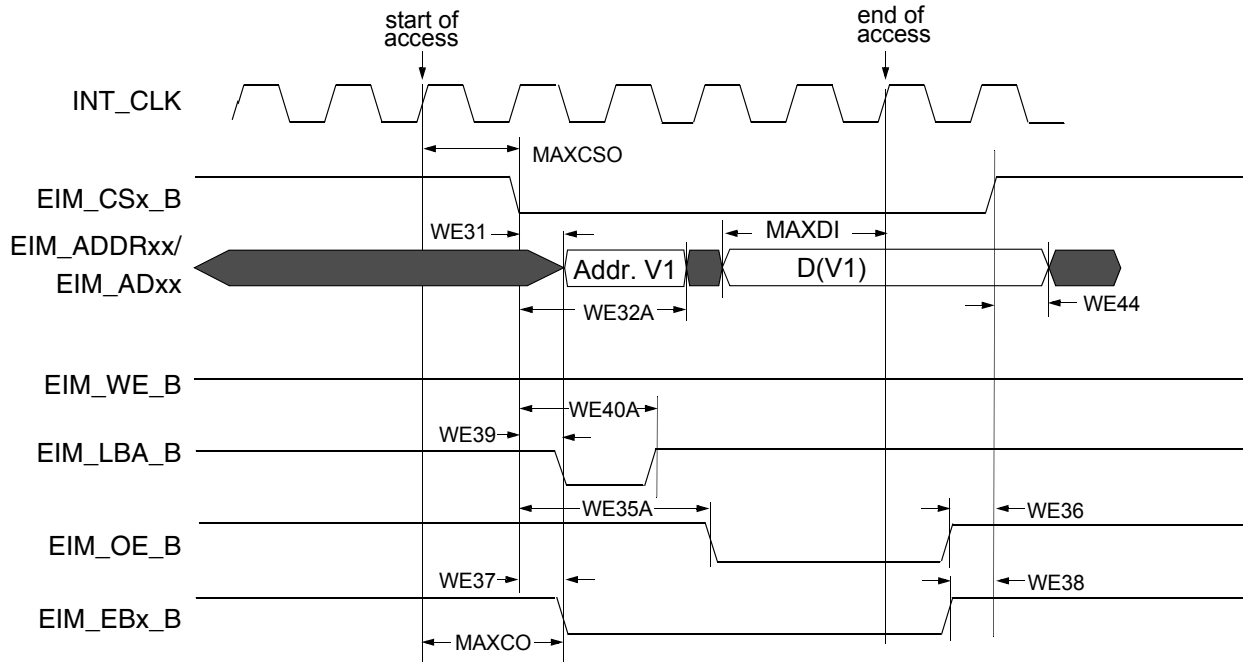 start of
access
end of
access
INT_CLK
MAXCSO
EIM_CSx_B
WE31
MAXDI
EIM_ADDRxx/
EIM_ADxx
Addr. V1
D(V1)
WE32A
WE44
EIM_WE_B
WE40A
WE39
EIM_LBA_B
WE35A
WE36
EIM_OE_B
WE37
WE38
EIM_EBx_B
MAXCO